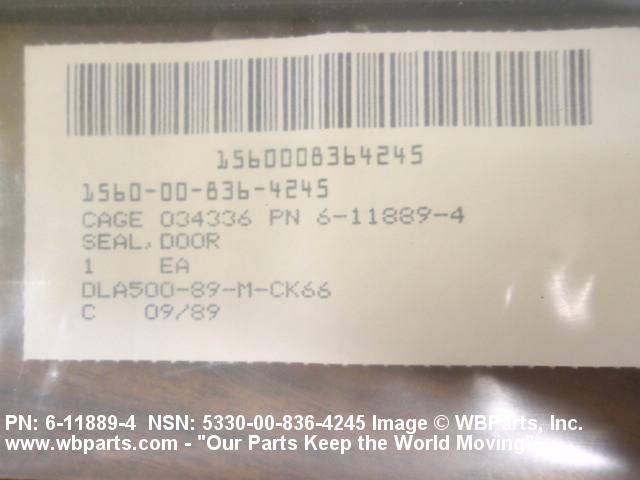 1560008364245
1560-00-836-4245
CAGE 034336 PN 6-11889-4
SEAL, DOOR
1 EA
DLA500-89-M-CK66
C 09/89
PN: 6-11889-4 NSN: 5330-00-836-4245 Image © WBParts, Inc.
www.wbparts.com - "Our Parts Keep the World Moving"